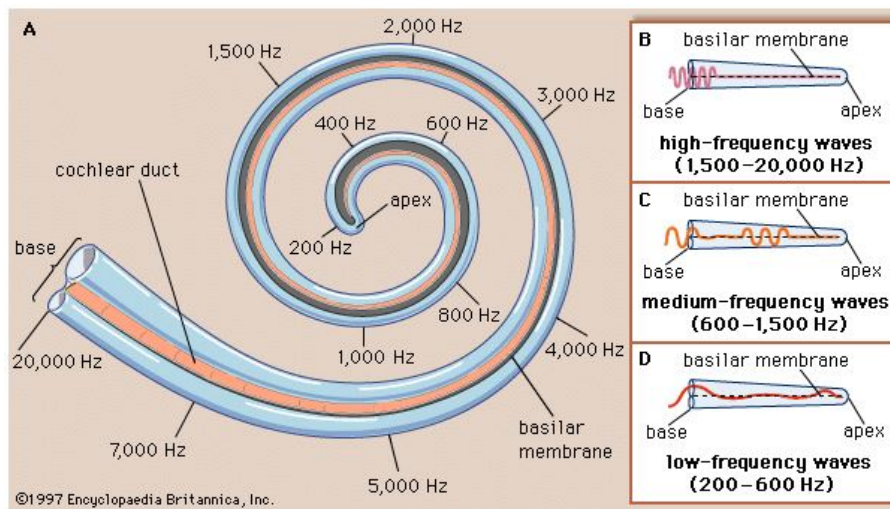 A
2,000 Hz
1,500 Hz
3,000 Hz
400 Hz
600 Hz
cochlear duct
apex
200 Hz
base
800 Hz
1,000 Hz
4,000 Hz
20,000 Hz
7,000 Hz
basilar
membrane
5,000 Hz
©1997 Encyclopaedia Britannica, Inc.
B
basilar membrane
base
apex
high-frequency waves
(1,500–20,000 Hz)
C
basilar membrane
base
apex
medium-frequency waves
(600–1,500 Hz)
D
basilar membrane
base
apex
low-frequency waves
(200–600 Hz)